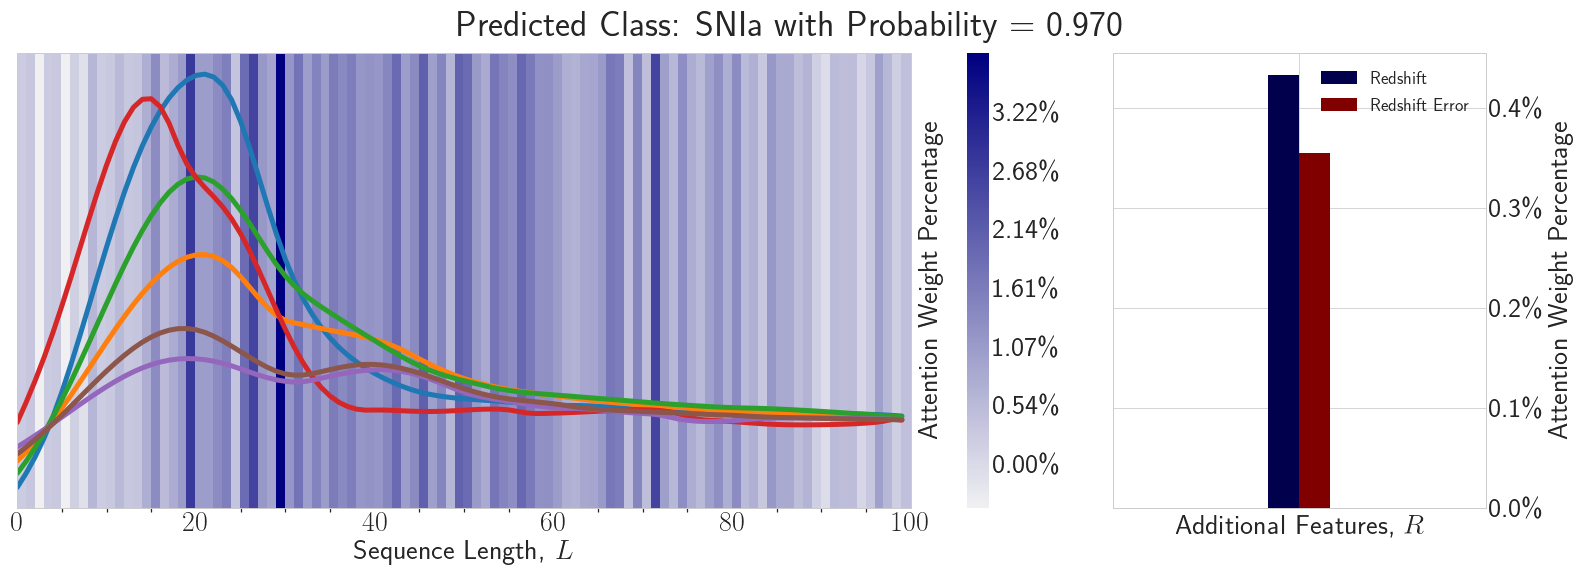 Predicted Class: SNIa with Probability = 0.970
3.22%
2.68%
2.14%
1.61%
1.07%
0.54%
0.00%
Attention Weight Percentage
0 20 40 60 80 100
Sequence Length, L
Redshift
Redshift Error
0.4%
0.3%
0.2%
0.1%
0.0%
Attention Weight Percentage
Additional Features, R